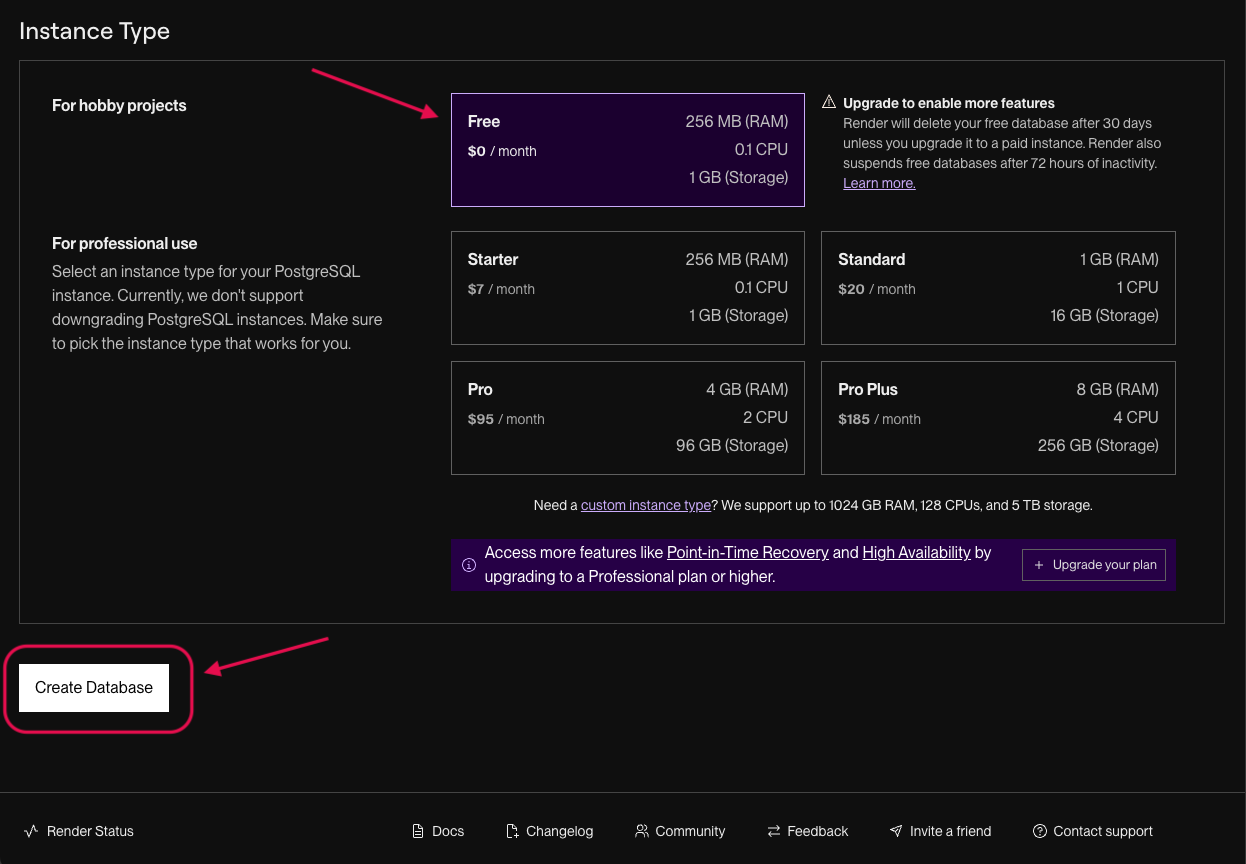 Instance Type
For hobby projects
Free
256 MB (RAM)
$0 / month
0.1 CPU
1 GB (Storage)
Upgrade to enable more features
Render will delete your free database after 30 days
unless you upgrade it to a paid instance. Render also
suspends free databases after 72 hours of inactivity.
Learn more.
For professional use
Select an instance type for your PostgreSQL
instance. Currently, we don't support
downgrading PostgreSQL instances. Make sure
to pick the instance type that works for you.
Starter
256 MB (RAM)
$7 / month
0.1 CPU
1 GB (Storage)
Standard
1 GB (RAM)
$20 / month
1 CPU
16 GB (Storage)
Pro
4 GB (RAM)
$95 / month
2 CPU
96 GB (Storage)
Pro Plus
8 GB (RAM)
$185 / month
4 CPU
256 GB (Storage)
Need a custom instance type? We support up to 1024 GB RAM, 128 CPUs, and 5 TB storage.
Access more features like Point-in-Time Recovery and High Availability by
upgrading to a Professional plan or higher.
+ Upgrade your plan
Create Database
Render Status
Docs
Changelog
Community
Feedback
Invite a friend
Contact support